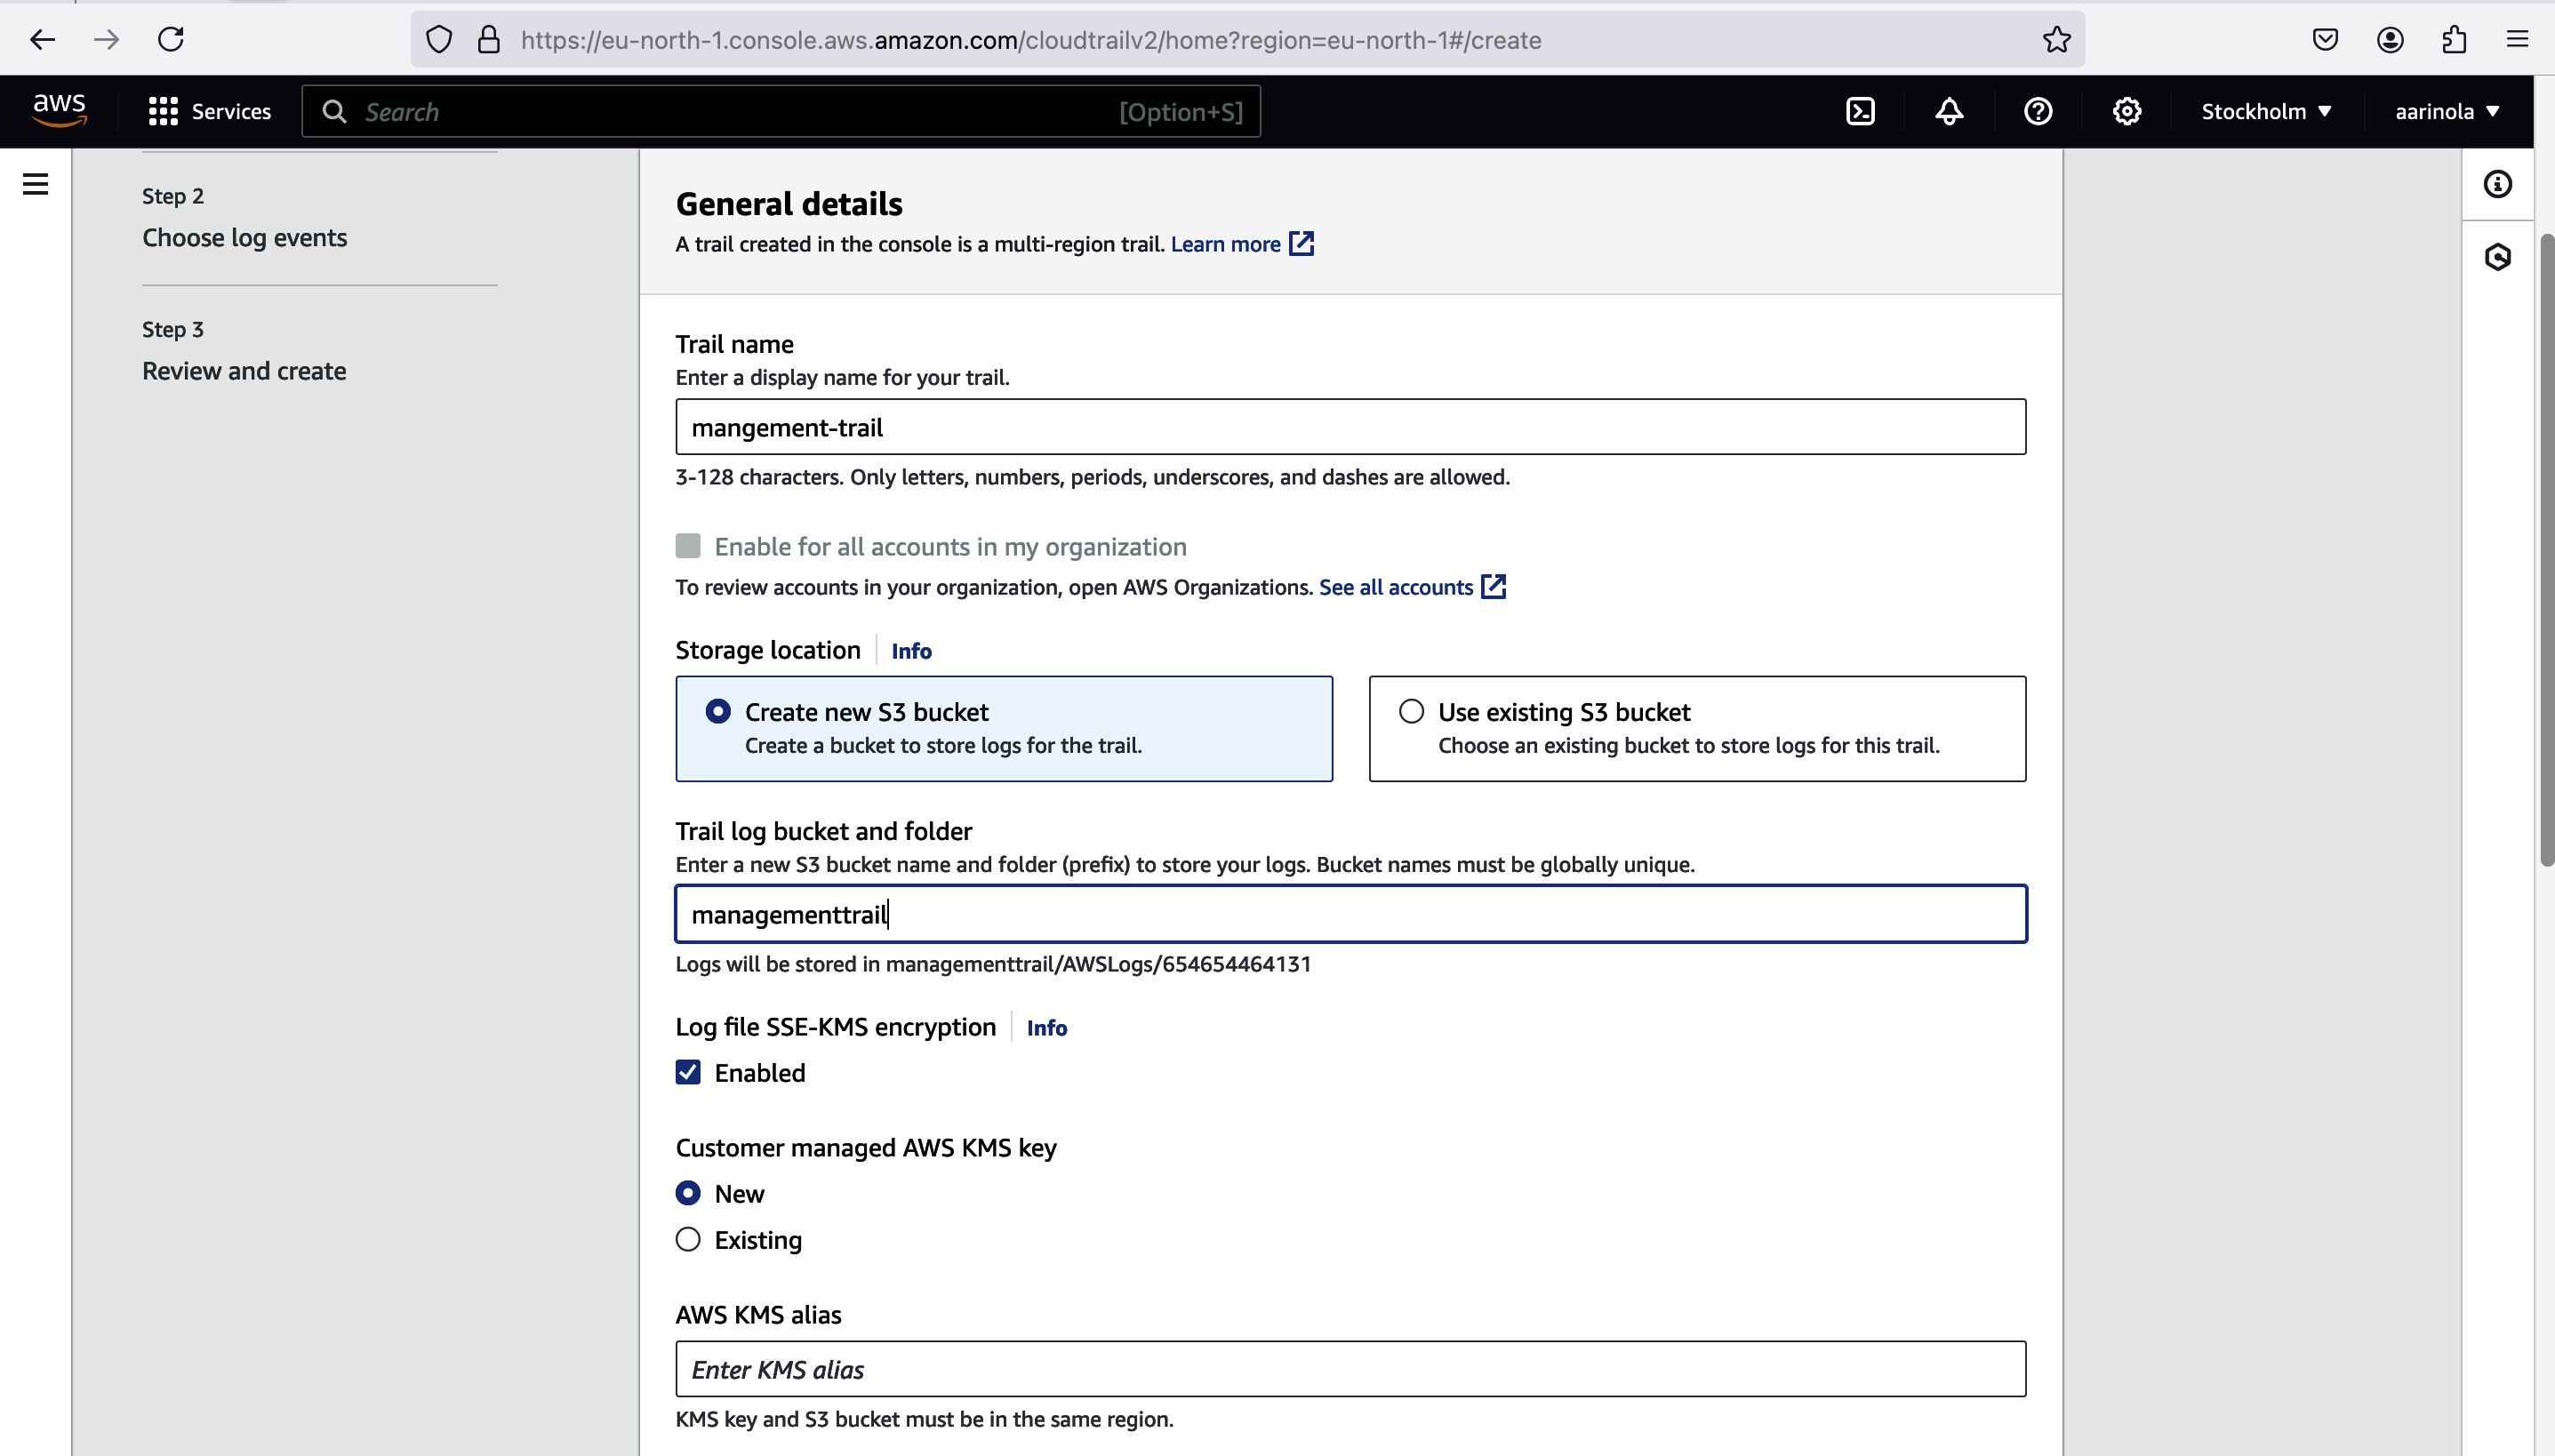 https://eu-north-1.console.aws.amazon.com/cloudtrailv2/home?region=eu-north-1#/create
aws
Services
Search
[Option+S]
Stockholm
aarinola
Step 2
Choose log events
Step 3
Review and create
General details
A trail created in the console is a multi-region trail. Learn more
Trail name
Enter a display name for your trail.
mangement-trail
3-128 characters. Only letters, numbers, periods, underscores, and dashes are allowed.
Enable for all accounts in my organization
To review accounts in your organization, open AWS Organizations. See all accounts
Storage location Info
Create new S3 bucket
Create a bucket to store logs for the trail.
Use existing S3 bucket
Choose an existing bucket to store logs for this trail.
Trail log bucket and folder
Enter a new S3 bucket name and folder (prefix) to store your logs. Bucket names must be globally unique.
managementtrail
Logs will be stored in managementtrail/AWSLogs/654654464131
Log file SSE-KMS encryption Info
Enabled
Customer managed AWS KMS key
New
Existing
AWS KMS alias
Enter KMS alias
KMS key and S3 bucket must be in the same region.